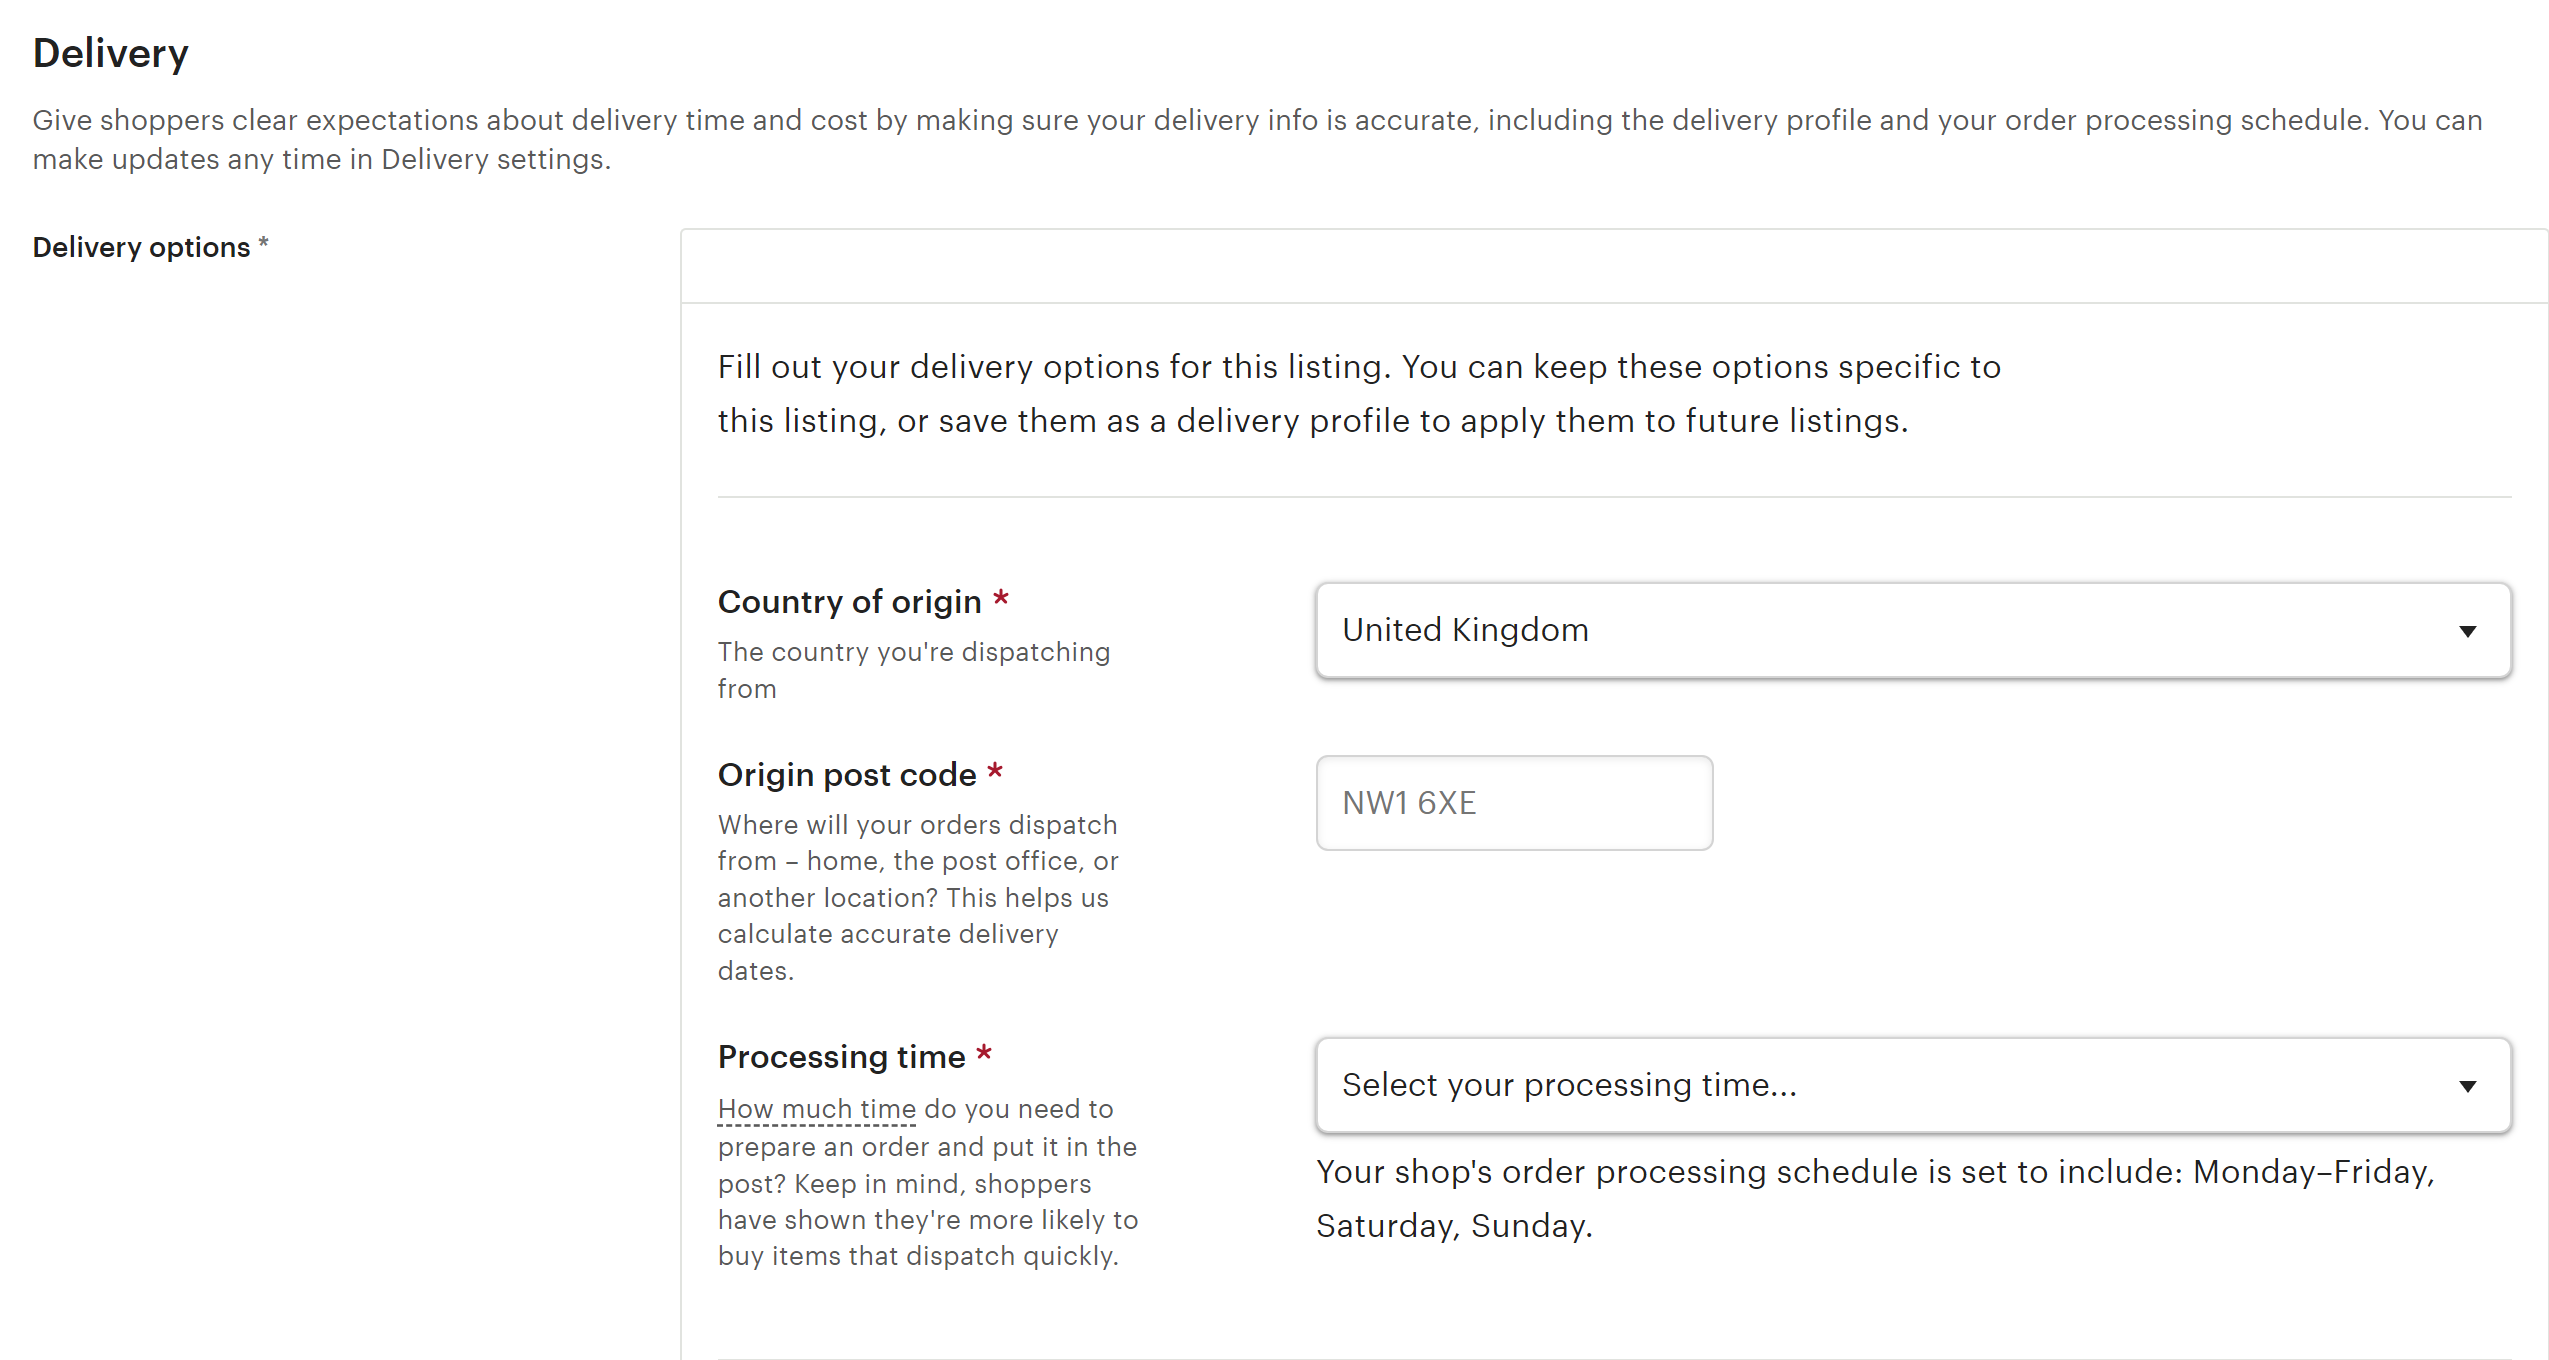 Delivery
Give shoppers clear expectations about delivery time and cost by making sure your delivery info is accurate, including the delivery profile and your order processing schedule. You can
make updates any time in Delivery settings.
Delivery options *
Fill out your delivery options for this listing. You can keep these options specific to
this listing, or save them as a delivery profile to apply them to future listings.
Country of origin *
The country you're dispatching
from
United Kingdom
Origin post code *
Where will your orders dispatch
from – home, the post office, or
another location? This helps us
calculate accurate delivery
dates.
NW1 6XE
Processing time *
How much time do you need to
prepare an order and put it in the
post? Keep in mind, shoppers
have shown they're more likely to
buy items that dispatch quickly.
Select your processing time...
Your shop's order processing schedule is set to include: Monday–Friday,
Saturday, Sunday.